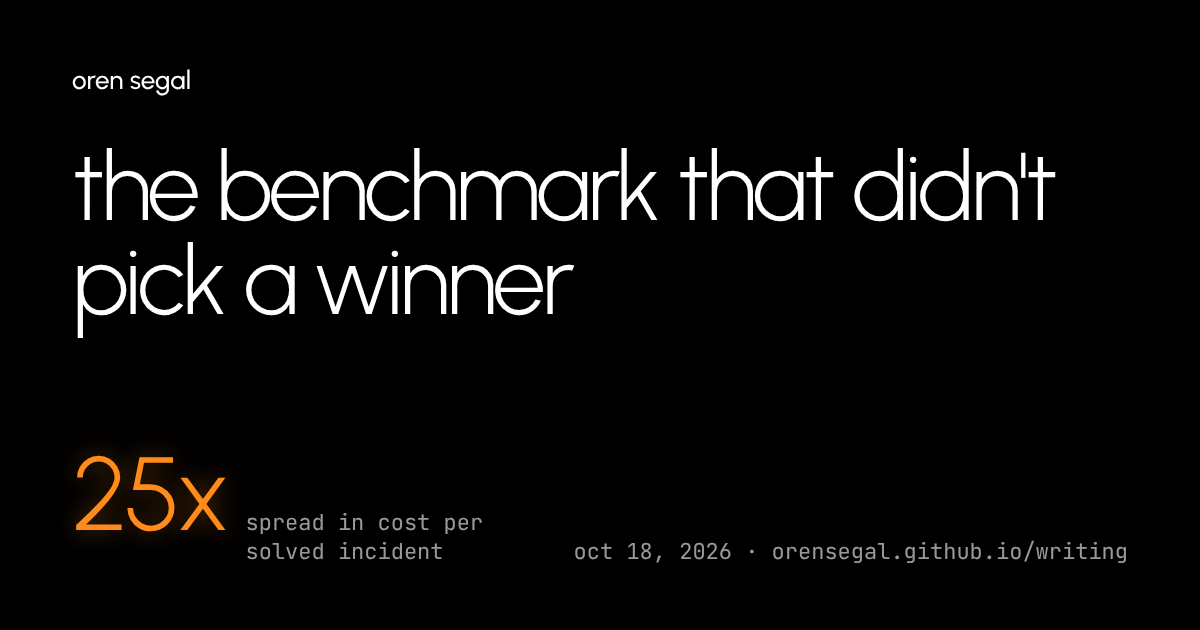 oren segal
the benchmark that didn't
pick a winner
25x
spread in cost per
solved incident
oct 18, 2026 · orensegal.github.io/writing